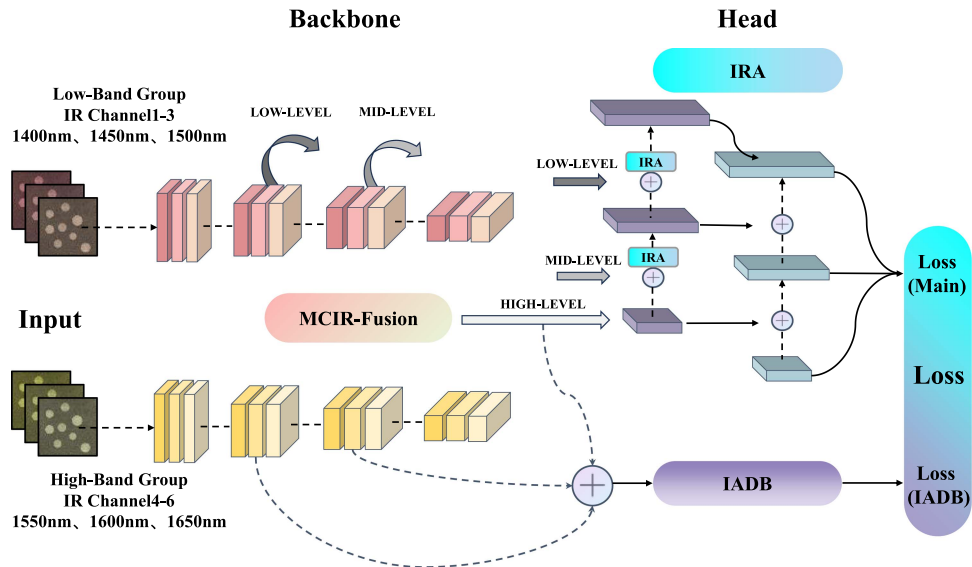 Backbone
Head
IRA
Low-Band Group
IR Channel1-3
1400nm、1450nm、1500nm
LOW-LEVEL
MID-LEVEL
LOW-LEVEL
IRA
MID-LEVEL
IRA
Loss
(Main)
Input
MCIR-Fusion
HIGH-LEVEL
Loss
High-Band Group
IR Channel4-6
1550nm、1600nm、1650nm
IADB
Loss
(IADB)